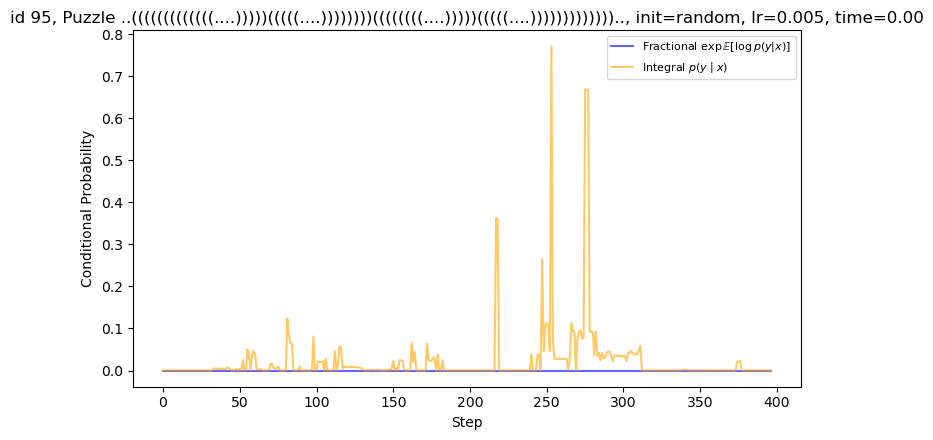 id 95, Puzzle ..(((((((((((((....)))))(((((....))))))))((((((((....)))))(((((....))))))))))))).., init=random, lr=0.005, time=0.00
Fractional exp𝔼[log p(y|x)]
Integral p(y | x)
0.8
0.7
0.6
0.5
0.4
0.3
0.2
0.1
0.0
Conditional Probability
0 50 100 150 200 250 300 350 400
Step